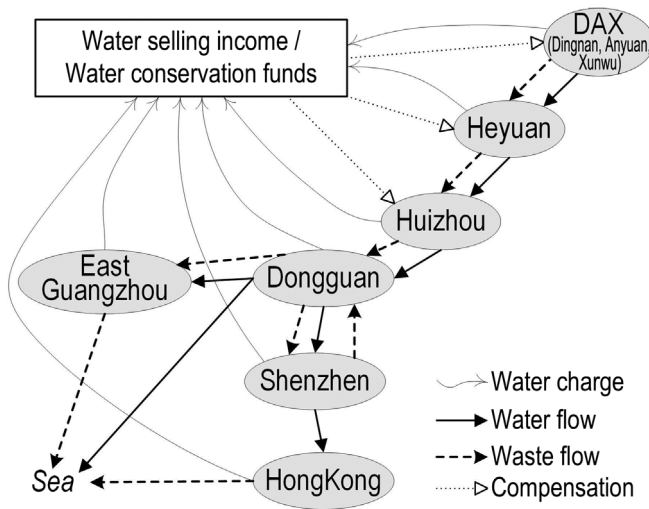 Water selling income /
Water conservation funds
DAX
(Dingnan, Anyuan,
Xunwu)
Heyuan
Huizhou
East
Guangzhou
Dongguan
Shenzhen
HongKong
Sea
Water charge
Water flow
Waste flow
Compensation